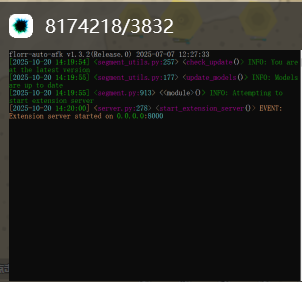 8174218/3832
florr-auto-afk v1.3.2(Release.0) 2025-07-07 12:27:33
[2025-10-20 14:19:54] <segment_utils.py:257> <check_update()> INFO: You are
at the latest version
[2025-10-20 14:19:55] <segment_utils.py:177> <update_models()> INFO: Models
are up to date
[2025-10-20 14:19:55] <segment.py:913> <<module>()> INFO: Attempting to
start extension server
[2025-10-20 14:20:00] <server.py:278> <start_extension_server()> EVENT:
Extension server started on 0.0.0.0:8000